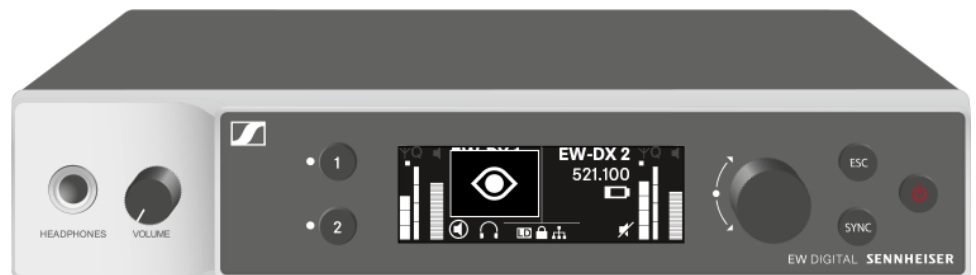 1
2
HEADPHONES
VOLUME
EW-DX 2
521.100
LD
ESC
SYNC
EW DIGITAL SENNHEISER